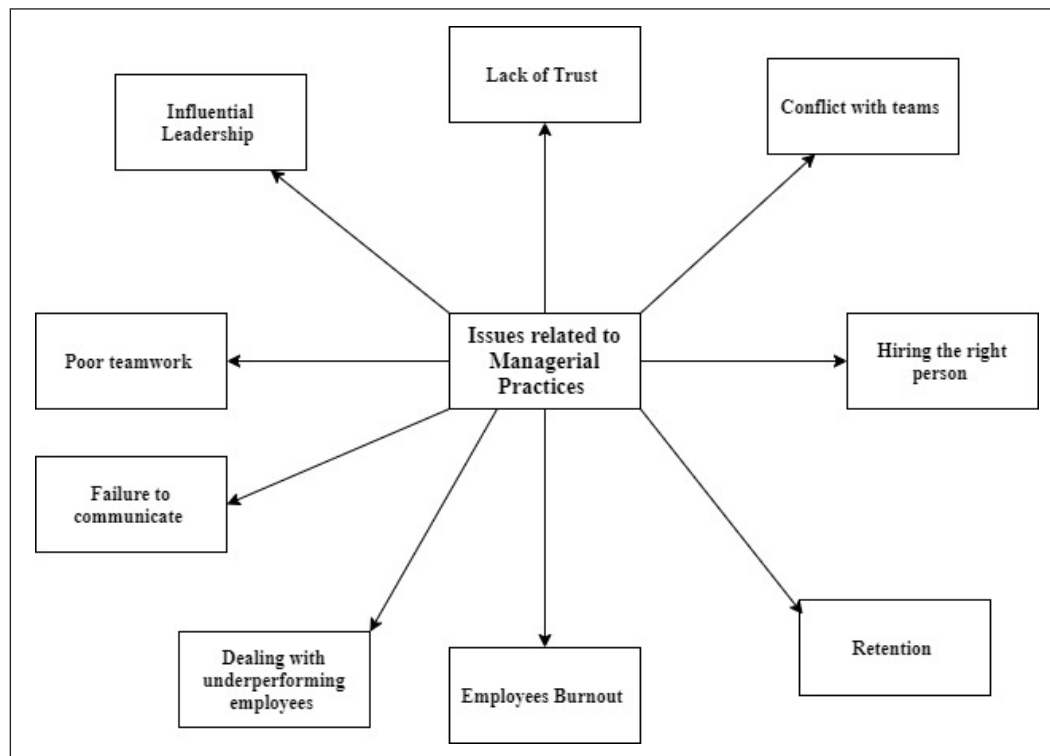 Lack of Trust
Influential
Leadership
Conflict with teams
Issues related to
Managerial
Practices
Poor teamwork
Hiring the right
person
Failure to
communicate
Dealing with
underperforming
employees
Employees Burnout
Retention